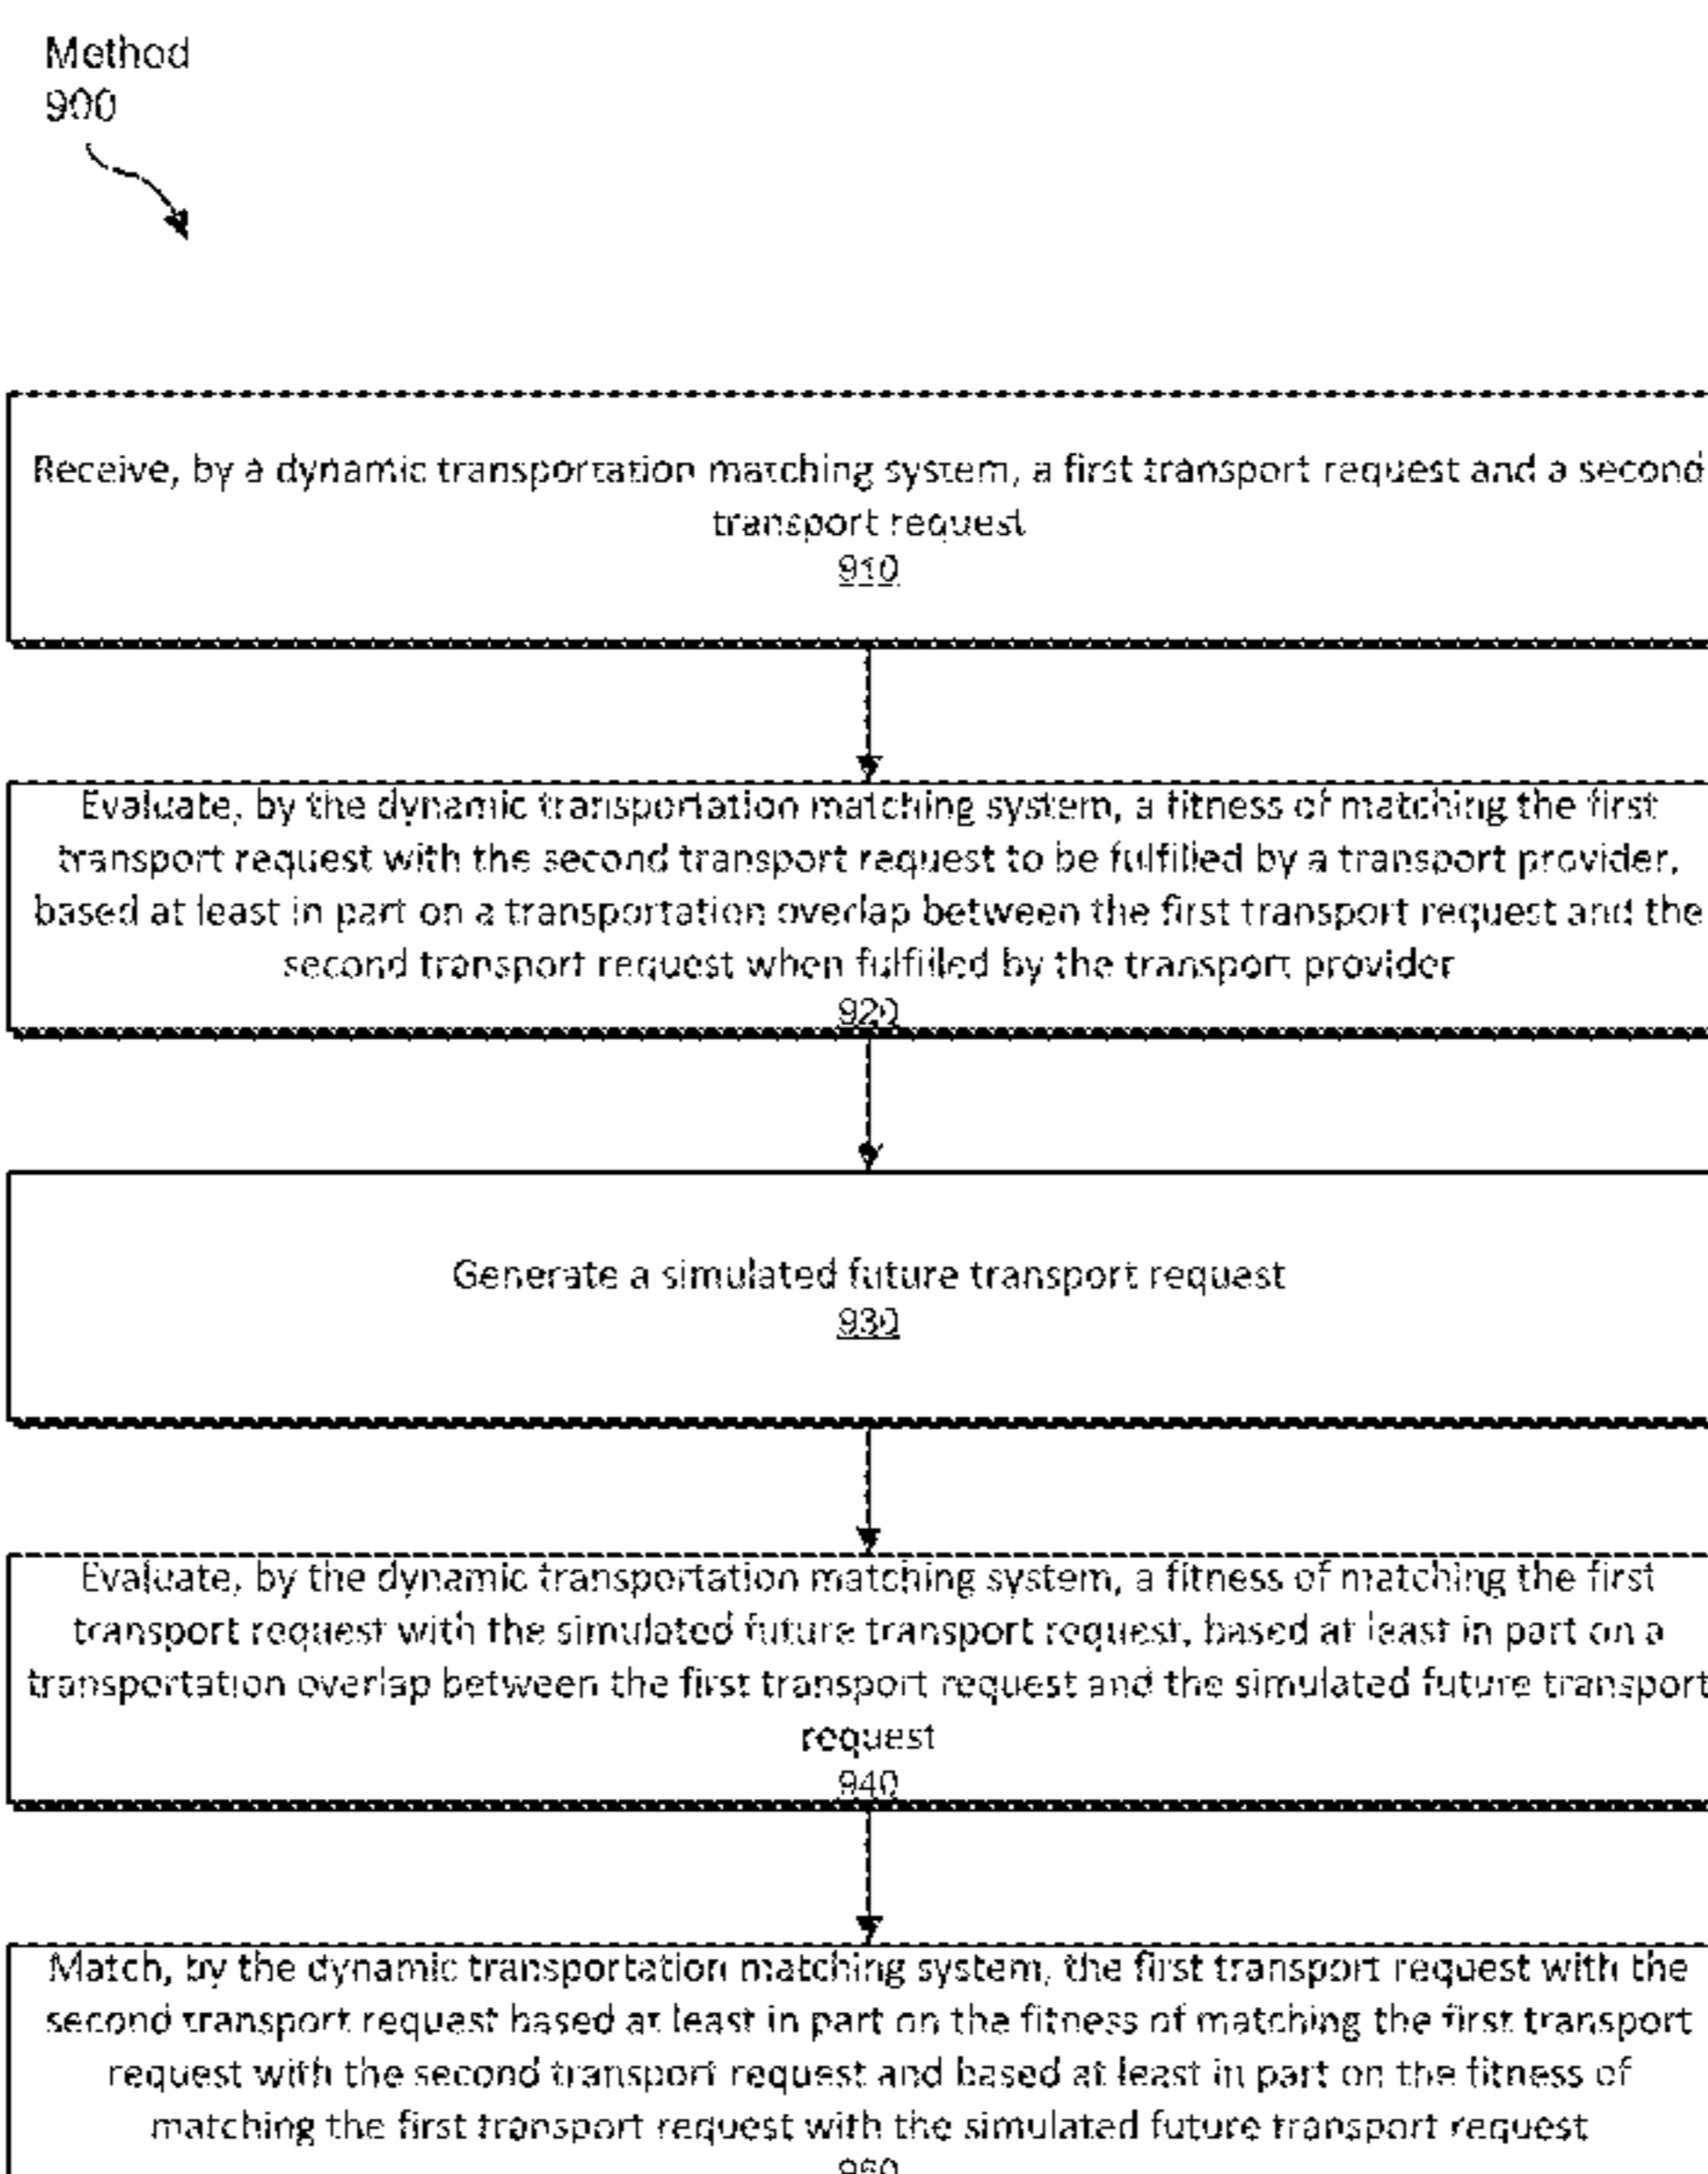 Method
900
Receive, by a dynamic transportation matching system, a first transport request and a second
transport request
910
Evaluate, by the dynamic transportation matching system, a fitness of matching the first
transport request with the second transport request to be fulfilled by a transport provider,
based at least in part on a transportation overlap between the first transport request and the
second transport request when fulfilled by the transport provider
920
Generate a simulated future transport request
930
Evaluate, by the dynamic transportation matching system, a fitness of matching the first
transport request with the simulated future transport request, based at least in part on a
transportation overlap between the first transport request and the simulated future transport
request
940
Match, by the dynamic transportation matching system, the first transport request with the
second transport request based at least in part on the fitness of matching the first transport
request with the second transport request and based at least in part on the fitness of
matching the first transport request with the simulated future transport request